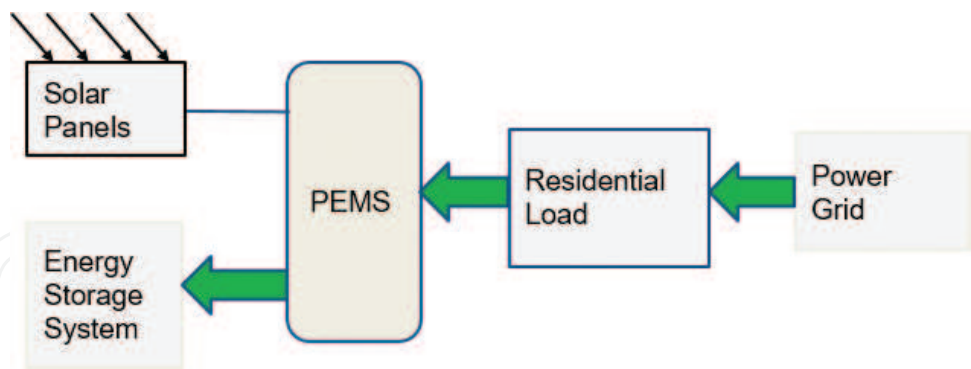 Solar
Panels
PEMS
Residential
Load
Power
Grid
Energy
Storage
System